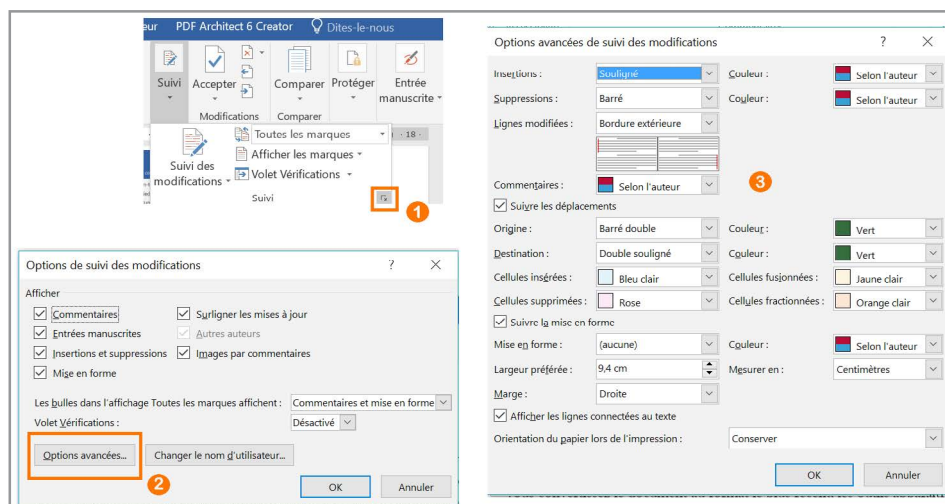 eur PDF Architect 6 Creator Dites-le-nous
Suivi Accepter Comparer Protéger Entrée
manuscrite
Modifications Comparer
Toutes les marques
18
Afficher les marques
Suivi des
modifications
Volet Vérifications
Suivi
1
Options de suivi des modifications ? ×
Afficher
Commentaires Surligner les mises à jour
Entrées manuscrites Autres auteurs
Insertions et suppressions Images par commentaires
Mise en forme
Les bulles dans l'affichage Toutes les marques affichent : Commentaires et mise en forme
Volet Vérifications : Désactivé
Options avancées... Changer le nom d'utilisateur...
2
OK Annuler
Options avancées de suivi des modifications ? ×
Insertions : Souligné Couleur : Selon l'auteur
Suppressions : Barré Couleur : Selon l'auteur
Lignes modifiées : Bordure extérieure
Commentaires : Selon l'auteur
3
Suivre les déplacements
Origine : Barré double Couleur : Vert
Destination : Double souligné Couleur : Vert
Cellules insérées : Bleu clair Cellules fusionnées : Jaune clair
Cellules supprimées : Rose Cellules fractionnées : Orange clair
Suivre la mise en forme
Mise en forme : (aucune) Couleur : Selon l'auteur
Largeur préférée : 9,4 cm Mesurer en : Centimètres
Marge : Droite
Afficher les lignes connectées au texte
Orientation du papier lors de l'impression : Conserver
OK Annuler